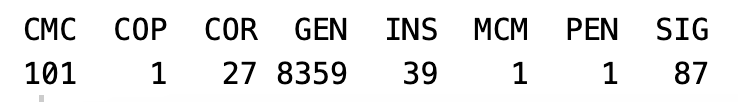 CMC COP COR GEN INS MCM PEN SIG
101 1 27 8359 39 1 1 87